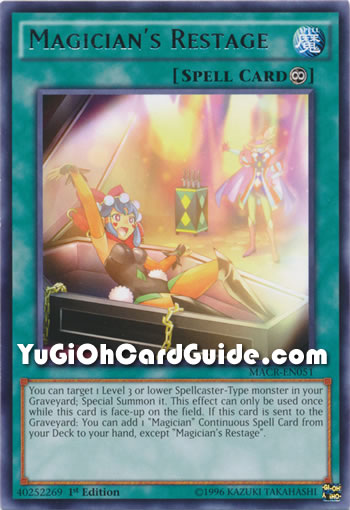 Magician's Restage
魔
[Spell Card]
YuGiOhCardGuide.com
MACR-EN051
You can target 1 Level 3 or lower Spellcaster-Type monster in
your Graveyard; Special Summon it. This effect can only be used once
while this card is face-up on the field. If this card is sent to the
Graveyard: You can add 1 "Magician" Continuous Spell Card from
your Deck to your hand, except "Magician's Restage".
40252269 1st Edition ©1996 KAZUKI TAKAHASHI